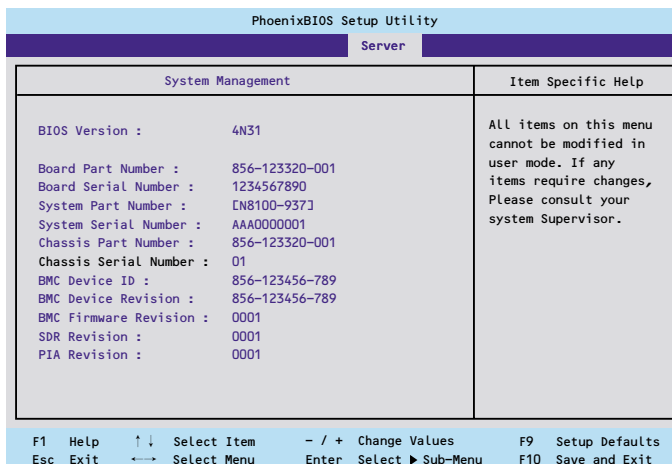 PhoenixBIOS Setup Utility
Server
System Management
Item Specific Help
BIOS Version : 4N31
Board Part Number : 856-123320-001
Board Serial Number : 1234567890
System Part Number : [N8100-937]
System Serial Number : AAA0000001
Chassis Part Number : 856-123320-001
Chassis Serial Number : 01
BMC Device ID : 856-123456-789
BMC Device Revision : 856-123456-789
BMC Firmware Revision : 0001
SDR Revision : 0001
PIA Revision : 0001
All items on this menu
cannot be modified in
user mode. If any
items require changes,
Please consult your
system Supervisor.
F1 Help ↑↓ Select Item - / + Change Values F9 Setup Defaults
Esc Exit ←→ Select Menu Enter Select ▶ Sub-Menu F10 Save and Exit